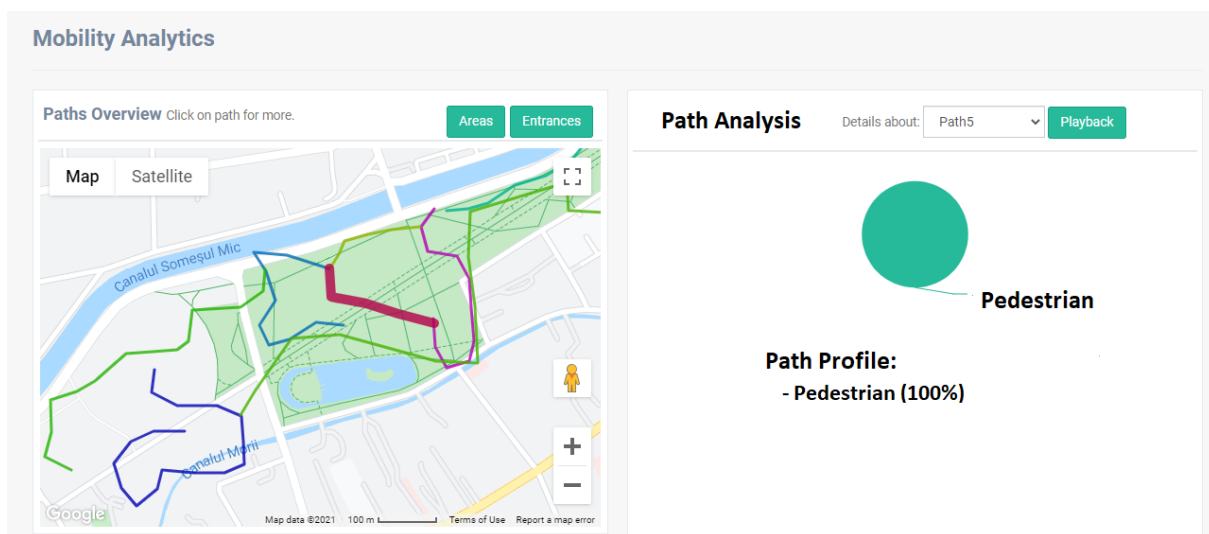 Mobility Analytics
Paths Overview Click on path for more.
Areas
Entrances
Map
Satellite
Canalul Someșul Mic
Canalul Morii
Google
Map data ©2021
100 m
Terms of Use
Report a map error
Path Analysis
Details about:
Path5
Playback
Pedestrian
Path Profile:
- Pedestrian (100%)